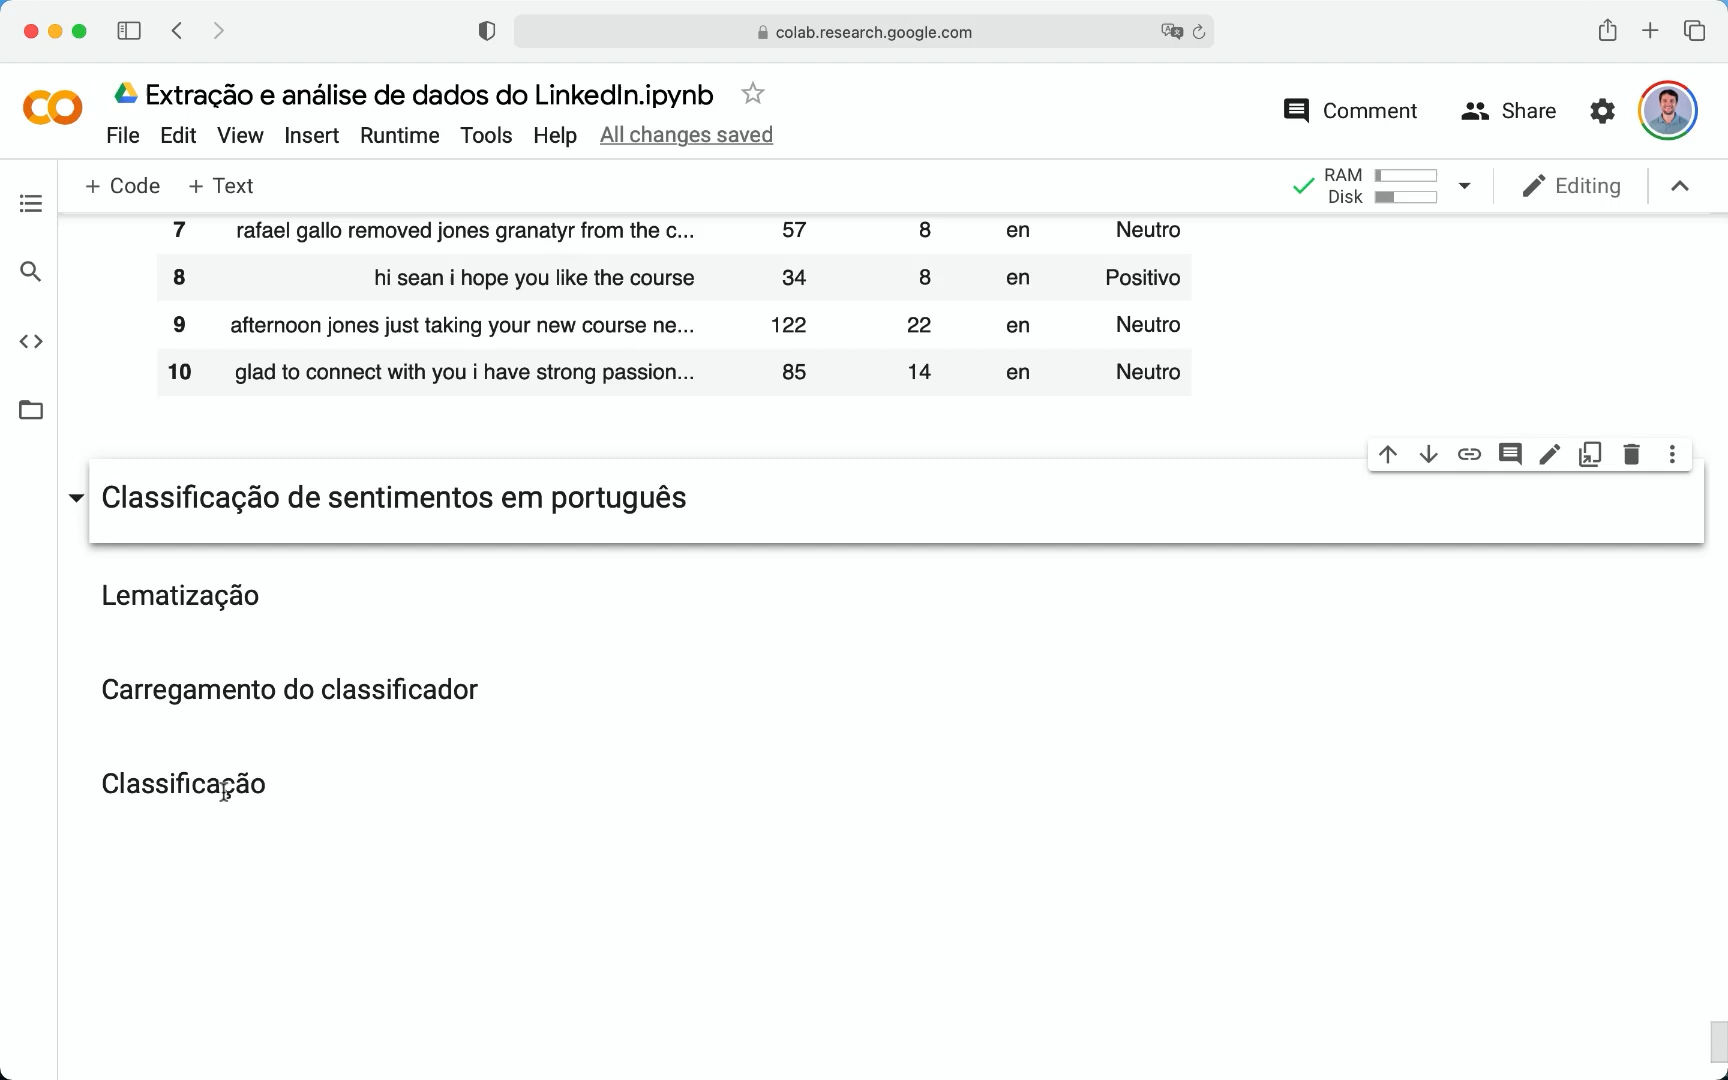 colab.research.google.com
Extração e análise de dados do LinkedIn.ipynb
File Edit View Insert Runtime Tools Help All changes saved
Comment Share
+ Code + Text
RAM
Disk
Editing
7 rafael gallo removed jones granatyr from the c... 57 8 en Neutro
8 hi sean i hope you like the course 34 8 en Positivo
9 afternoon jones just taking your new course ne... 122 22 en Neutro
10 glad to connect with you i have strong passion... 85 14 en Neutro
Classificação de sentimentos em português
Lematização
Carregamento do classificador
Classificação